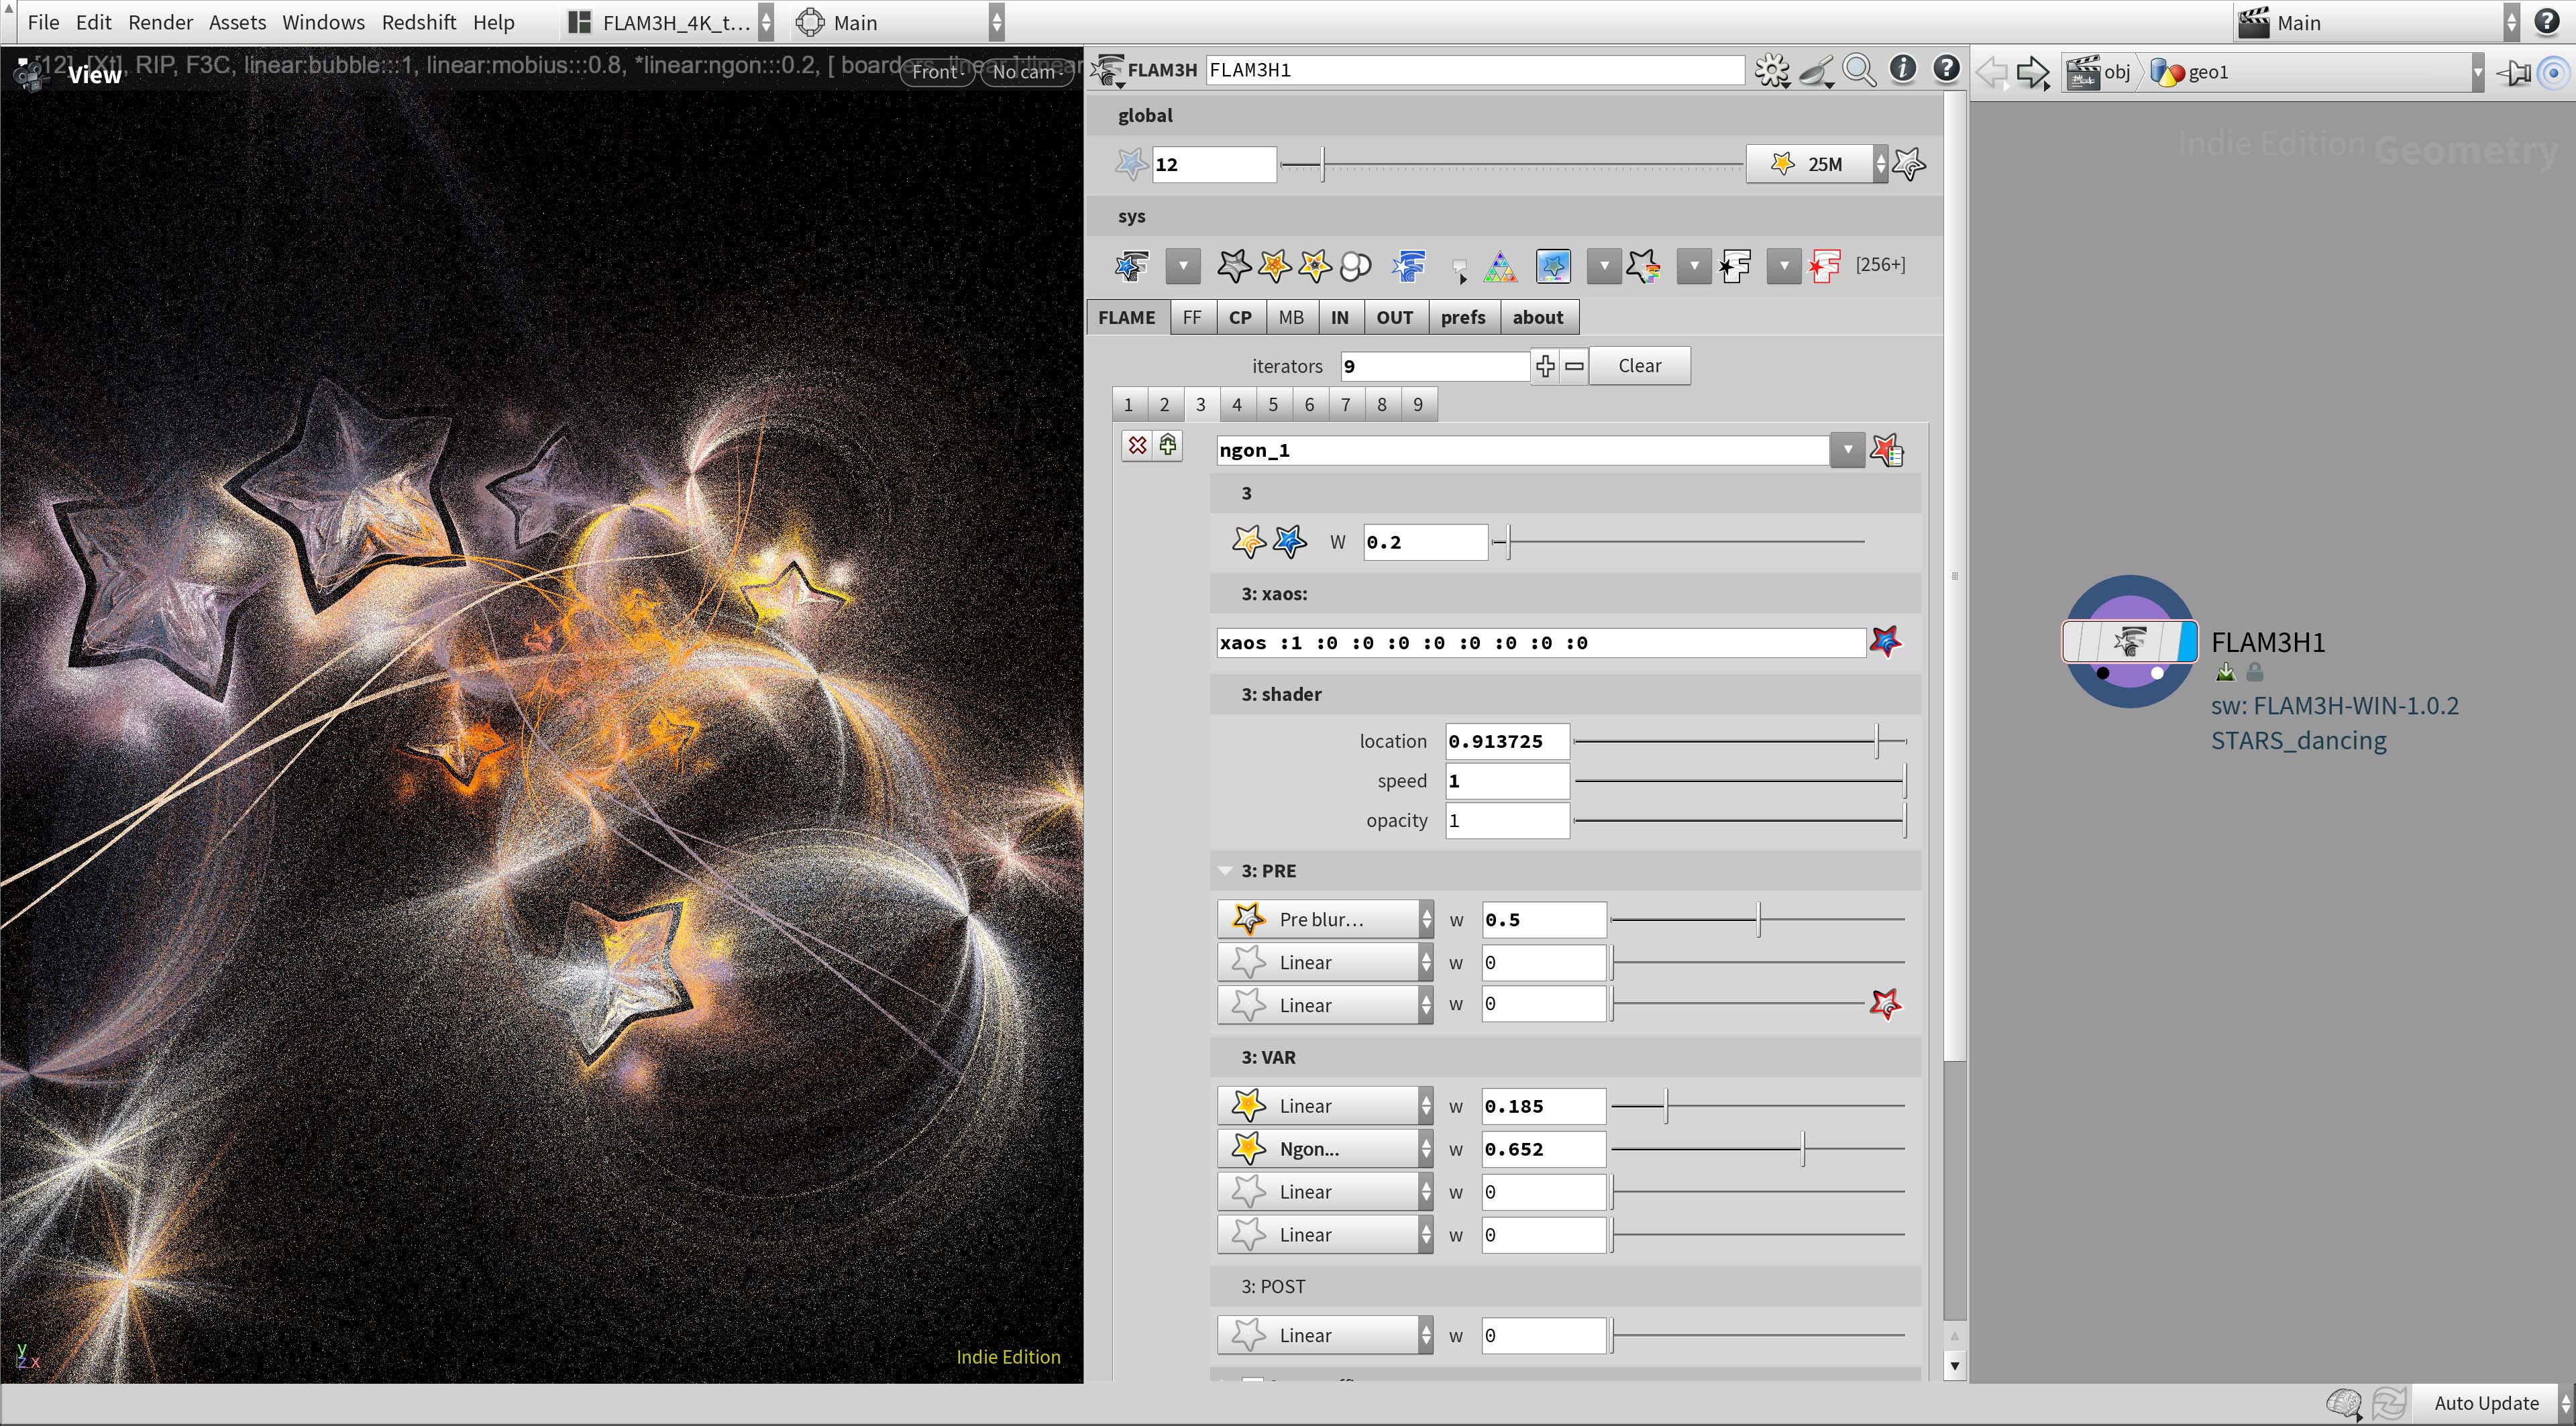 File Edit Render Assets Windows Redshift Help FLAM3H_4K_t... Main Main
[12], [Xt], RIP, F3C, linear:bubble:::1, linear:mobius:::0.8, *linear:ngon:::0.2, [ boarders_linear ]:linear
View Front No cam
FLAM3H FLAM3H1
obj geo1
Indie Edition Geometry
global
12 25M
sys
[256+]
FLAME FF CP MB IN OUT prefs about
iterators 9 Clear
1 2 3 4 5 6 7 8 9
ngon_1
3
W 0.2
3: xaos:
xaos :1 :0 :0 :0 :0 :0 :0 :0 :0
3: shader
location 0.913725
speed 1
opacity 1
3: PRE
Pre blur... w 0.5
Linear w 0
Linear w 0
3: VAR
Linear w 0.185
Ngon... w 0.652
Linear w 0
Linear w 0
3: POST
Linear w 0
FLAM3H1
sw: FLAM3H-WIN-1.0.2
STARS_dancing
y
z x
Indie Edition
Auto Update